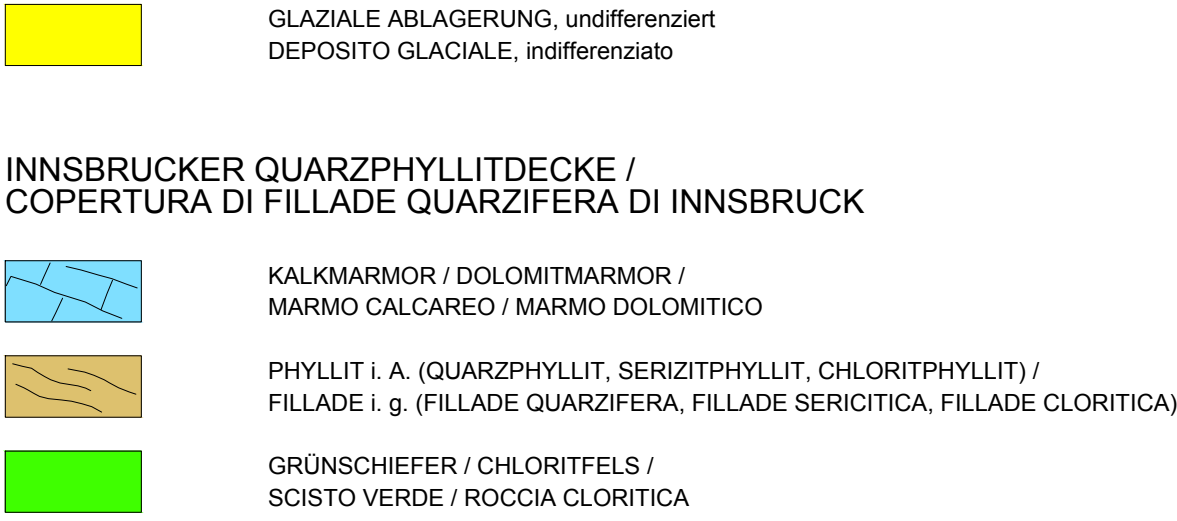 GLAZIALE ABLAGERUNG, undifferenziert
DEPOSITO GLACIALE, indifferenziato
INNSBRUCKER QUARZPHYLLITDECKE /
COPERTURA DI FILLADE QUARZIFERA DI INNSBRUCK
KALKMARMOR / DOLOMITMARMOR /
MARMO CALCAREO / MARMO DOLOMITICO
PHYLLIT i. A. (QUARZPHYLLIT, SERIZITPHYLLIT, CHLORITPHYLLIT) /
FILLADE i. g. (FILLADE QUARZIFERA, FILLADE SERICITICA, FILLADE CLORITICA)
GRÜNSCHIEFER / CHLORITFELS /
SCISTO VERDE / ROCCIA CLORITICA